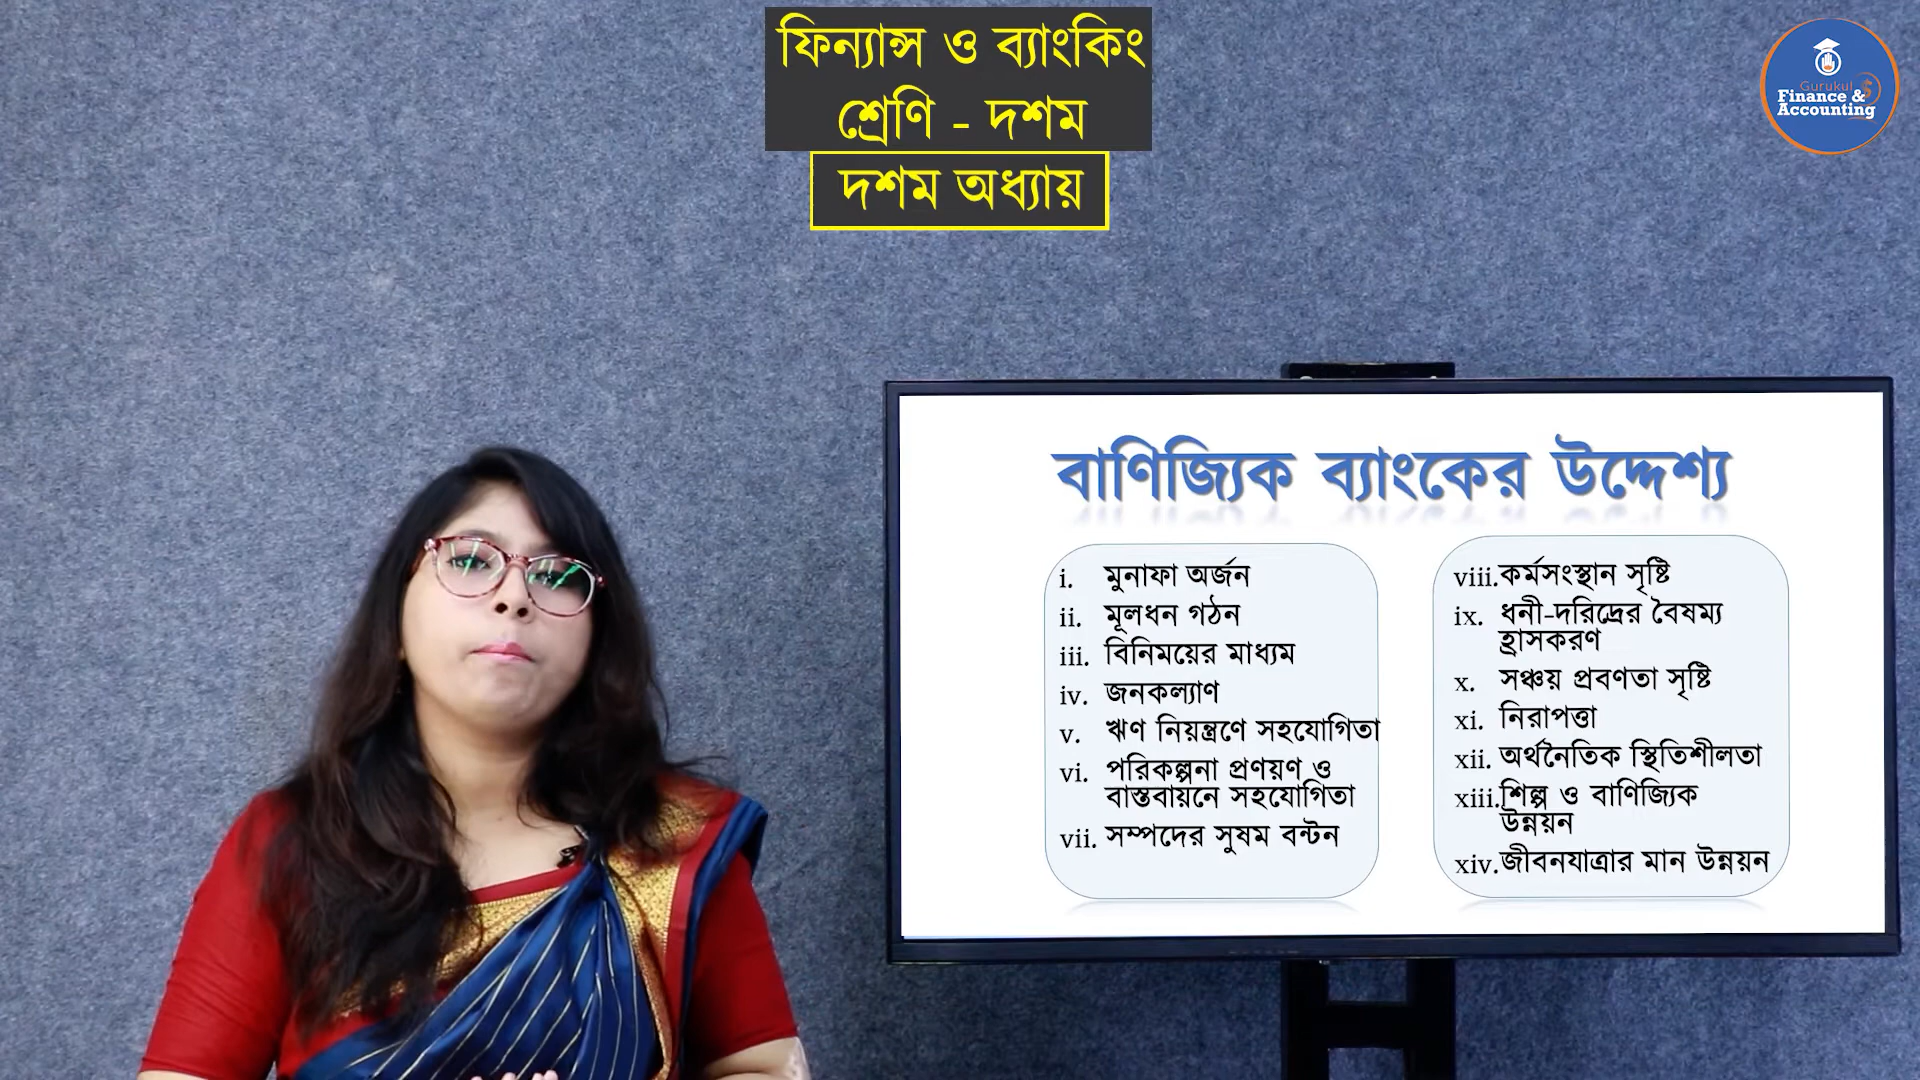 ফিন্যান্স ও ব্যাংকিং
শ্রেণি - দশম
দশম অধ্যায়
Gurukul
Finance &
Accounting
বাণিজ্যিক ব্যাংকের উদ্দেশ্য
i. মুনাফা অর্জন
ii. মূলধন গঠন
iii. বিনিময়ের মাধ্যম
iv. জনকল্যাণ
v. ঋণ নিয়ন্ত্রণে সহযোগিতা
vi. পরিকল্পনা প্রণয়ণ ও
বাস্তবায়নে সহযোগিতা
vii. সম্পদের সুষম বন্টন
viii. কর্মসংস্থান সৃষ্টি
ix. ধনী-দরিদ্রের বৈষম্য
হ্রাসকরণ
x. সঞ্চয় প্রবণতা সৃষ্টি
xi. নিরাপত্তা
xii. অর্থনৈতিক স্থিতিশীলতা
xiii. শিল্প ও বাণিজ্যিক
উন্নয়ন
xiv. জীবনযাত্রার মান উন্নয়ন